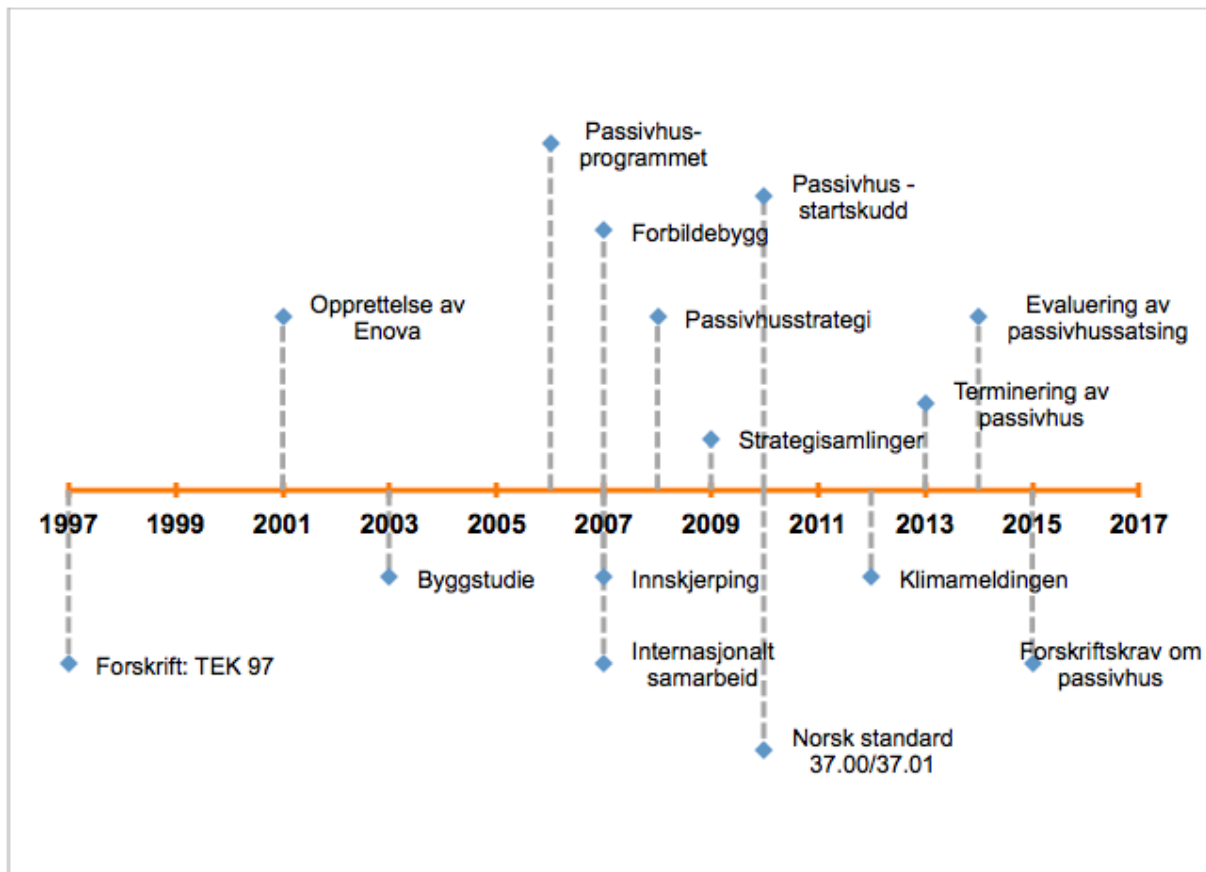 Passivhus-
programmet
Passivhus -
startskudd
Forbildebygg
Opprettelse av
Enova
Passivhusstrategi
Evaluering av
passivhussatsing
Terminering av
passivhus
Strategisamlinger
1997 1999 2001 2003 2005 2007 2009 2011 2013 2015 2017
Byggstudie
Innskjerping
Klimameldingen
Forskrift: TEK 97
Internasjonalt
samarbeid
Forskriftskrav om
passivhus
Norsk standard
37.00/37.01